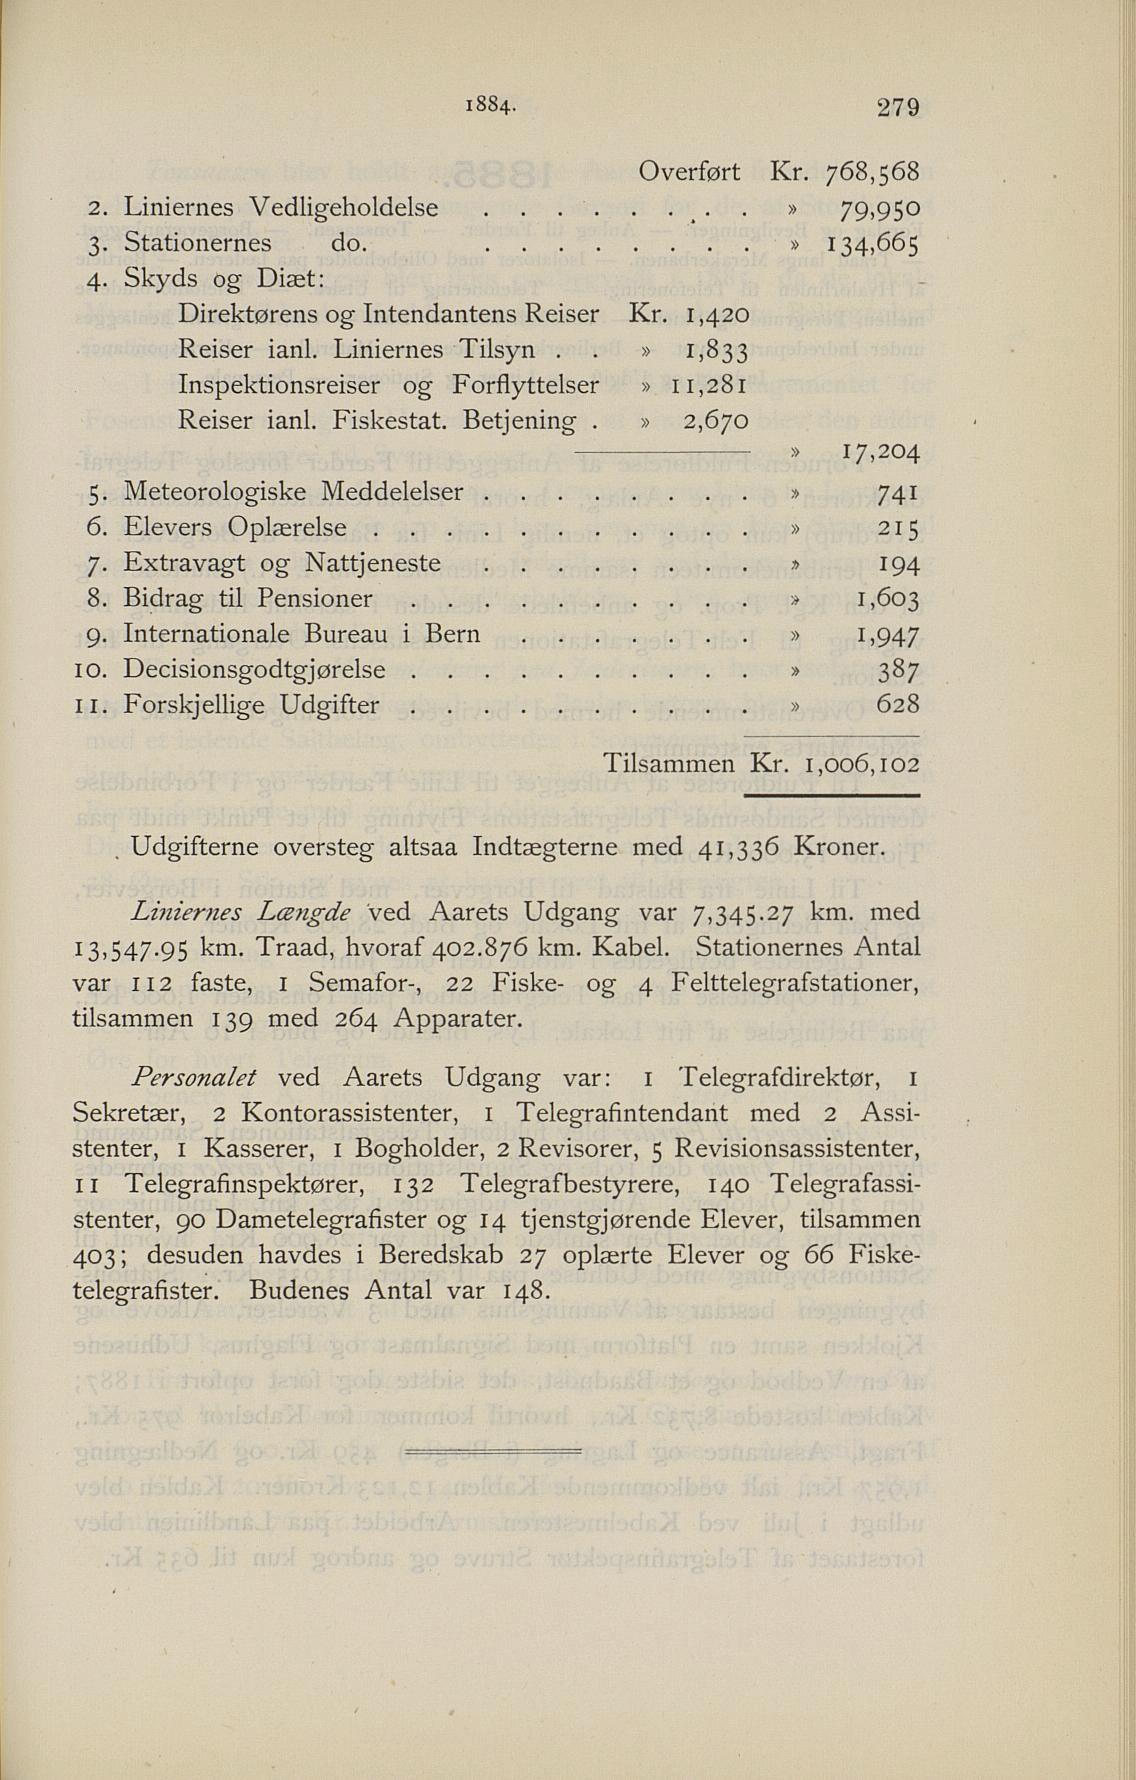 1884. 279
Overført Kr. 768,568
2. Liniernes Vedligeholdelse . . . . . . . . » 79,950
3. Stationernes do. . . . . . . . . » 134,665
4. Skyds og Diæt:
Direktørens og Intendantens Reiser Kr. 1,420
Reiser ianl. Liniernes Tilsyn . . » 1,833
Inspektionsreiser og Forflyttelser » 11,281
Reiser ianl. Fiskestat. Betjening . » 2,670
» 17,204
5. Meteorologiske Meddelelser . . . . . . . . » 741
6. Elevers Oplærelse . . . . . . . . . . . » 215
7. Extravagt og Nattjeneste . . . . . . . . » 194
8. Bidrag til Pensioner . . . . . . . . . . » 1,603
9. Internationale Bureau i Bern . . . . . . . » 1,947
10. Decisionsgodtgjørelse . . . . . . . . . . » 387
11. Forskjellige Udgifter . . . . . . . . . . » 628
Tilsammen Kr. 1,006,102
Udgifterne oversteg altsaa Indtægterne med 41,336 Kroner.
Liniernes Længde ved Aarets Udgang var 7,345.27 km. med
13,547.95 km. Traad, hvoraf 402.876 km. Kabel. Stationernes Antal
var 112 faste, 1 Semafor-, 22 Fiske- og 4 Felttelegrafstationer,
tilsammen 139 med 264 Apparater.
Personalet ved Aarets Udgang var: 1 Telegrafdirektør, 1
Sekretær, 2 Kontorassistenter, 1 Telegrafintendant med 2 Assi-
stenter, 1 Kasserer, 1 Bogholder, 2 Revisorer, 5 Revisionsassistenter,
11 Telegrafinspektører, 132 Telegrafbestyrere, 140 Telegrafassi-
stenter, 90 Dametelegrafister og 14 tjenstgjørende Elever, tilsammen
403; desuden havdes i Beredskab 27 oplærte Elever og 66 Fiske-
telegrafister. Budenes Antal var 148.